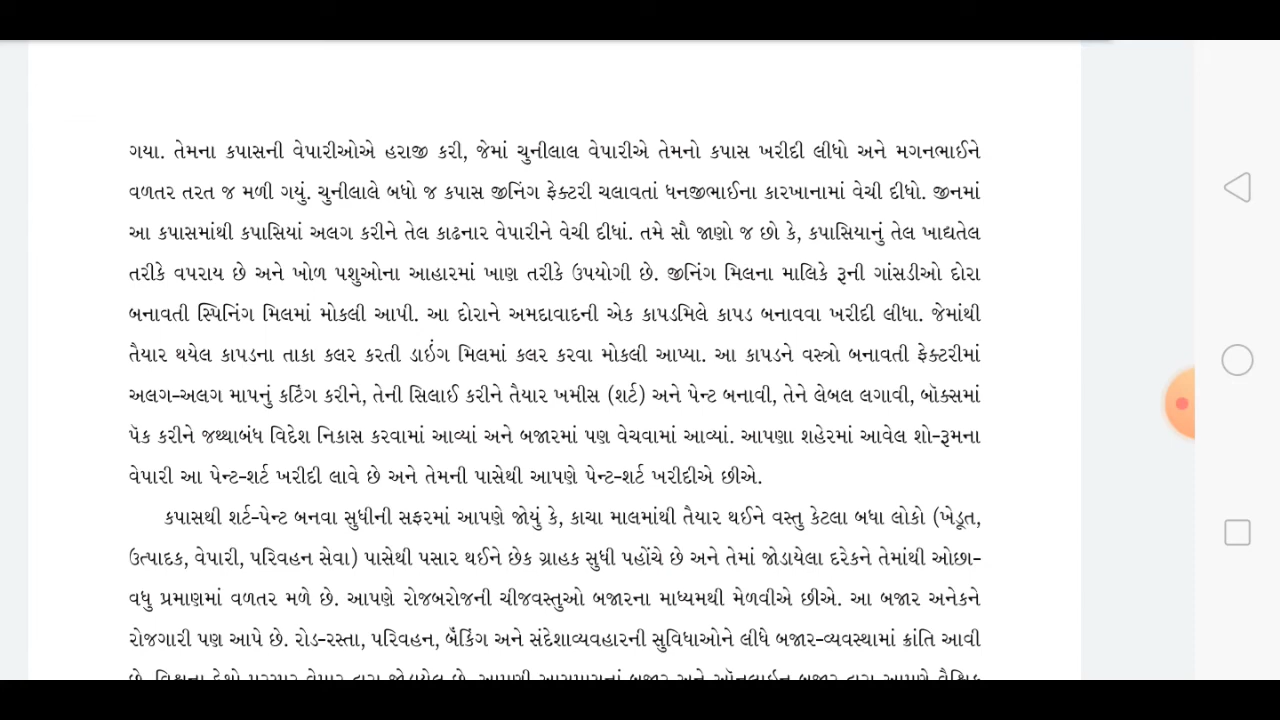 ગયા. તેમના કપાસની વેપારીઓએ હરાજી કરી, જેમાં ચુનીલાલ વેપારીએ તેમનો કપાસ ખરીદી લીધો અને મગનભાઈને
વળતર તરત જ મળી ગયું. ચુનીલાલે બધો જ કપાસ જીનિંગ ફેક્ટરી ચલાવતાં ધનજીભાઈના કારખાનામાં વેચી દીધો. જીનમાં
આ કપાસમાંથી કપાસિયાં અલગ કરીને તેલ કાઢનાર વેપારીને વેચી દીધાં. તમે સૌ જાણો જ છો કે, કપાસિયાનું તેલ ખાદ્યતેલ
તરીકે વપરાય છે અને ખોળ પશુઓના આહારમાં ખાણ તરીકે ઉપયોગી છે. જીનિંગ મિલના માલિકે રૂની ગાંસડીઓ દોરા
બનાવતી સ્પિનિંગ મિલમાં મોકલી આપી. આ દોરાને અમદાવાદની એક કાપડમિલે કાપડ બનાવવા ખરીદી લીધા. જેમાંથી
તૈયાર થયેલ કાપડના તાકા કલર કરતી ડાઇંગ મિલમાં કલર કરવા મોકલી આપ્યા. આ કાપડને વસ્ત્રો બનાવતી ફેક્ટરીમાં
અલગ-અલગ માપનું કટિંગ કરીને, તેની સિલાઈ કરીને તૈયાર ખમીસ (શર્ટ) અને પેન્ટ બનાવી, તેને લેબલ લગાવી, બૉક્સમાં
પૅક કરીને જથ્થાબંધ વિદેશ નિકાસ કરવામાં આવ્યાં અને બજારમાં પણ વેચવામાં આવ્યાં. આપણા શહેરમાં આવેલ શો-રૂમના
વેપારી આ પેન્ટ-શર્ટ ખરીદી લાવે છે અને તેમની પાસેથી આપણે પેન્ટ-શર્ટ ખરીદીએ છીએ.
કપાસથી શર્ટ-પેન્ટ બનવા સુધીની સફરમાં આપણે જોયું કે, કાચા માલમાંથી તૈયાર થઈને વસ્તુ કેટલા બધા લોકો (ખેડૂત,
ઉત્પાદક, વેપારી, પરિવહન સેવા) પાસેથી પસાર થઈને છેક ગ્રાહક સુધી પહોંચે છે અને તેમાં જોડાયેલા દરેકને તેમાંથી ઓછા-
વધુ પ્રમાણમાં વળતર મળે છે. આપણે રોજબરોજની ચીજવસ્તુઓ બજારના માધ્યમથી મેળવીએ છીએ. આ બજાર અનેકને
રોજગારી પણ આપે છે. રોડ-રસ્તા, પરિવહન, બૅંકિંગ અને સંદેશાવ્યવહારની સુવિધાઓને લીધે બજાર-વ્યવસ્થામાં ક્રાંતિ આવી